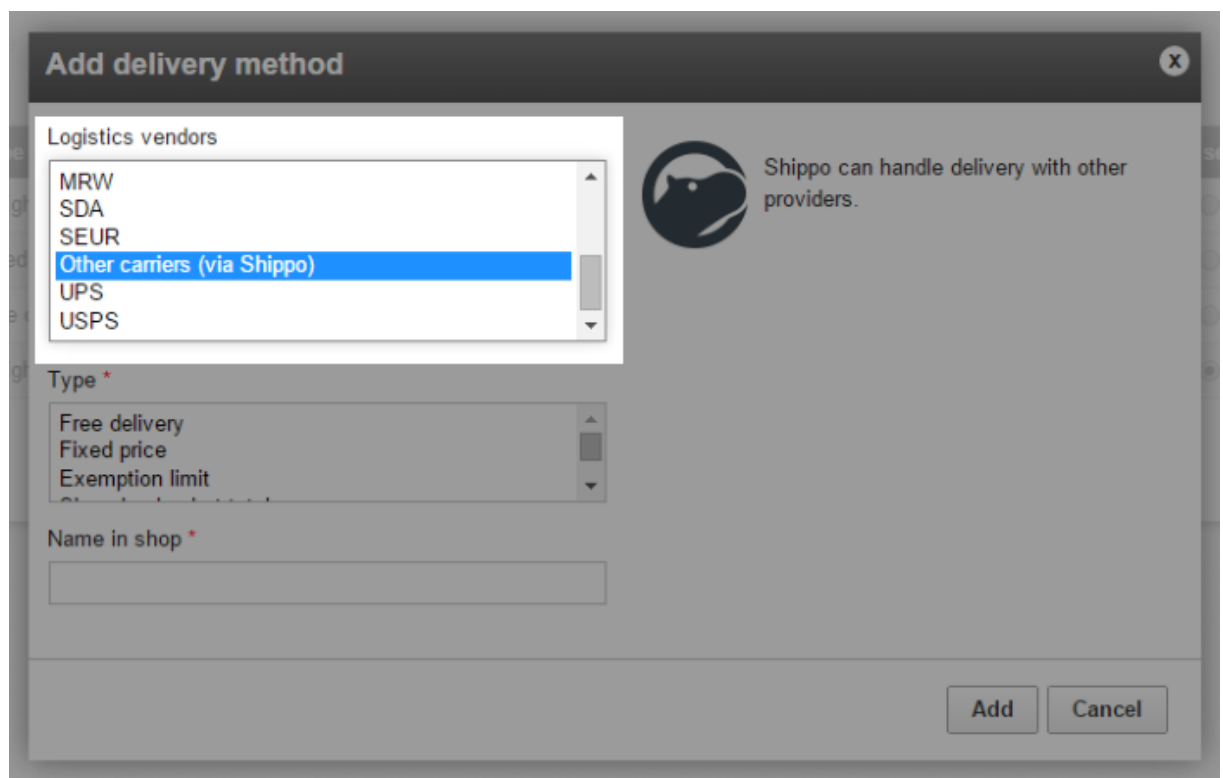 Add delivery method
x
Logistics vendors
MRW
SDA
SEUR
Other carriers (via Shippo)
UPS
USPS
Shippo can handle delivery with other
providers.
Type *
Free delivery
Fixed price
Exemption limit
Name in shop *
Add Cancel